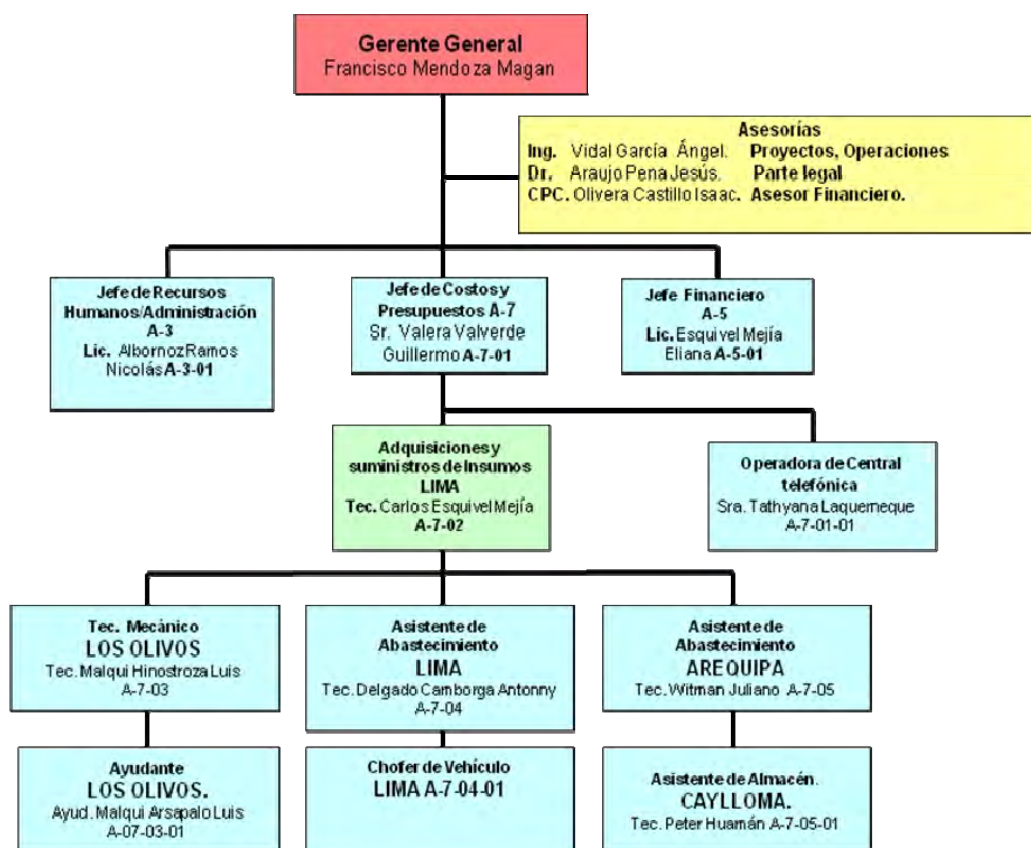 Gerente General
Francisco Mendoza Magan
Asesorías
Ing. Vidal García Ángel. Proyectos, Operaciones
Dr. Araujo Pena Jesús. Parte legal
CPC. Olivera Castillo Isaac. Asesor Financiero.
Jefe de Recursos
Humanos/Administración
A-3
Lic. Albornoz Ramos
Nicolás A-3-01
Jefe de Costos y
Presupuestos A-7
Sr. Valera Valverde
Guillermo A-7-01
Jefe Financiero
A-5
Lic. Esquivel Mejía
Eliana A-5-01
Adquisiciones y
suministros de Insumos
LIMA
Tec. Carlos Esquivel Mejía
A-7-02
Operadora de Central
telefónica
Sra. Tathyana Laquerneque
A-7-01-01
Tec. Mecánico
LOS OLIVOS
Tec. Malqui Hinostroza Luis
A-7-03
Asistente de
Abastecimiento
LIMA
Tec. Delgado Camborga Antonny
A-7-04
Asistente de
Abastecimiento
AREQUIPA
Tec. Witman Juliano A-7-05
Ayudante
LOS OLIVOS.
Ayud. Malqui Arsapalo Luis
A-07-03-01
Chofer de Vehículo
LIMA A-7-04-01
Asistente de Almacén.
CAYLLOMA.
Tec. Peter Huamán A-7-05-01